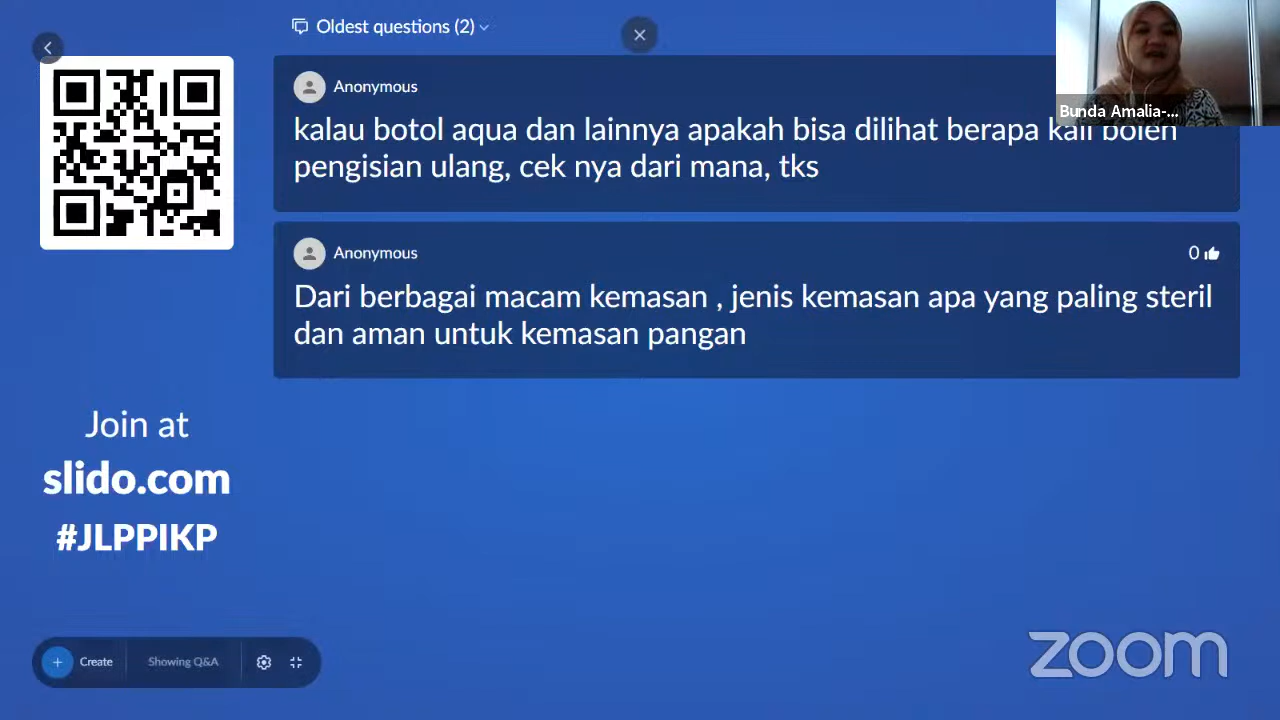 Oldest questions (2)
Anonymous
kalau botol aqua dan lainnya apakah bisa dilihat berapa kali boleh
pengisian ulang, cek nya dari mana, tks
Anonymous
0
Dari berbagai macam kemasan , jenis kemasan apa yang paling steril
dan aman untuk kemasan pangan
Join at
slido.com
#JLPPIKP
Create
Showing Q&A
Bunda Amalia-...
zoom